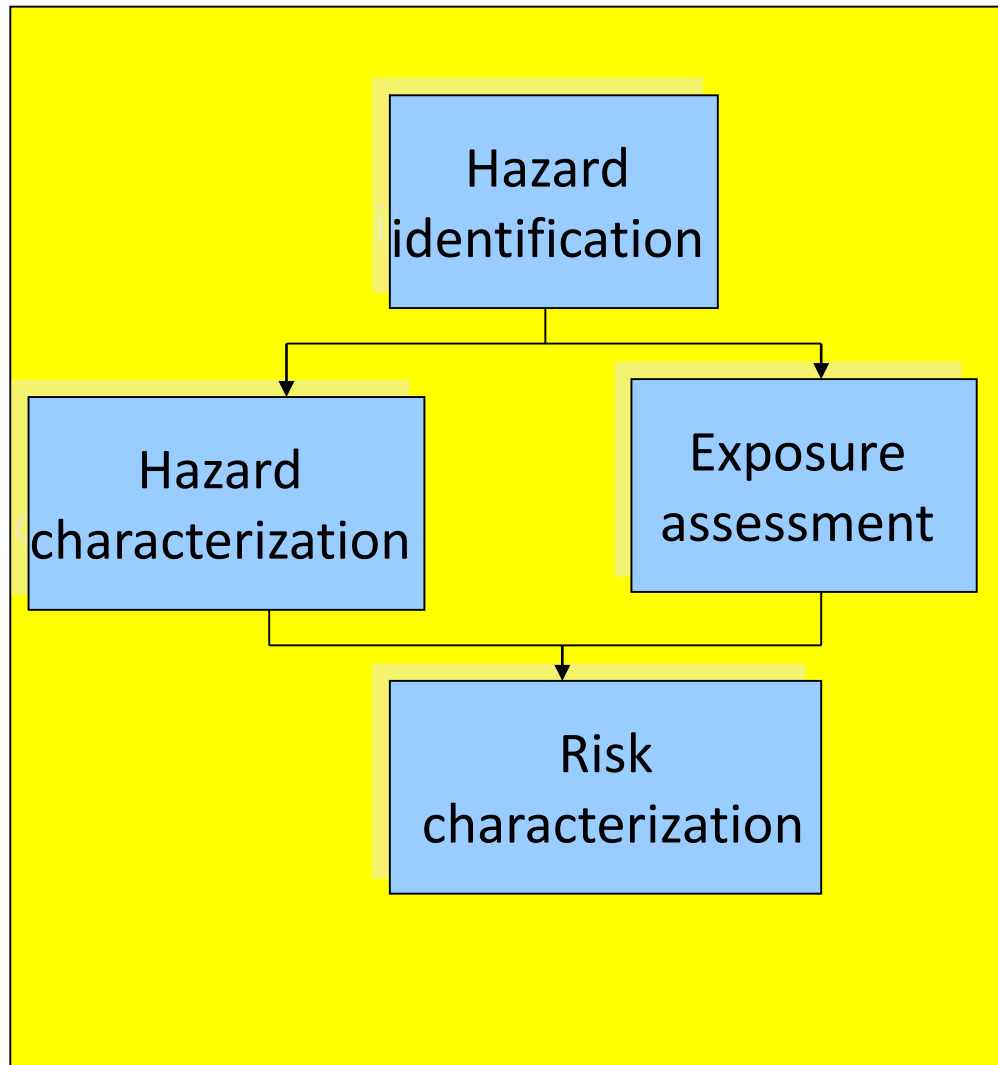 Hazard
identification
Hazard
characterization
Exposure
assessment
Risk
characterization